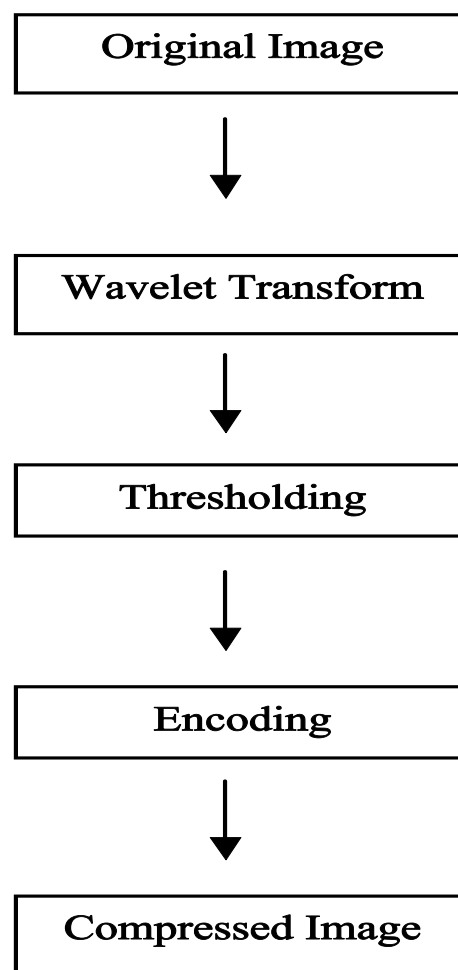 Original Image
Wavelet Transform
Thresholding
Encoding
Compressed Image